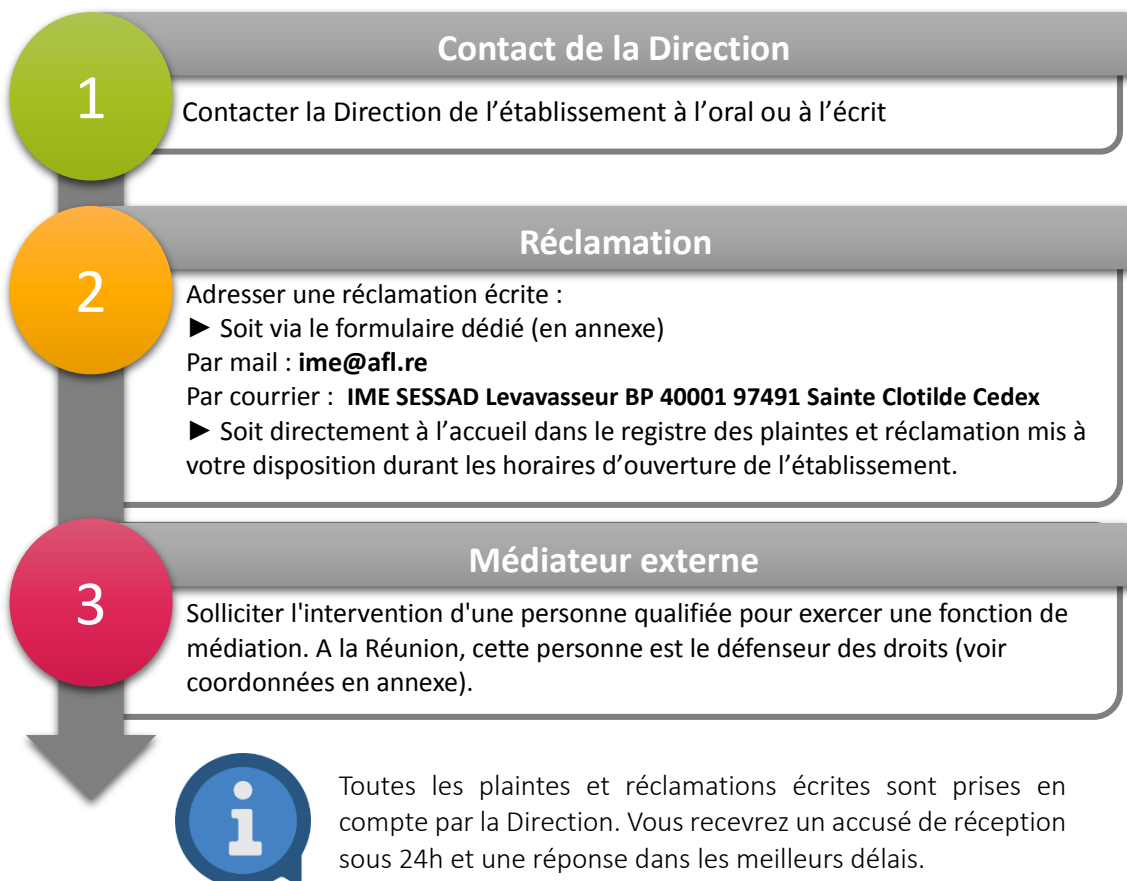 1
Contact de la Direction
Contacter la Direction de l’établissement à l’oral ou à l’écrit
2
Réclamation
Adresser une réclamation écrite :
► Soit via le formulaire dédié (en annexe)
Par mail : ime@afl.re
Par courrier : IME SESSAD Levavasseur BP 40001 97491 Sainte Clotilde Cedex
► Soit directement à l’accueil dans le registre des plaintes et réclamation mis à
votre disposition durant les horaires d’ouverture de l’établissement.
3
Médiateur externe
Solliciter l'intervention d'une personne qualifiée pour exercer une fonction de
médiation. A la Réunion, cette personne est le défenseur des droits (voir
coordonnées en annexe).
i
Toutes les plaintes et réclamations écrites sont prises en
compte par la Direction. Vous recevrez un accusé de réception
sous 24h et une réponse dans les meilleurs délais.